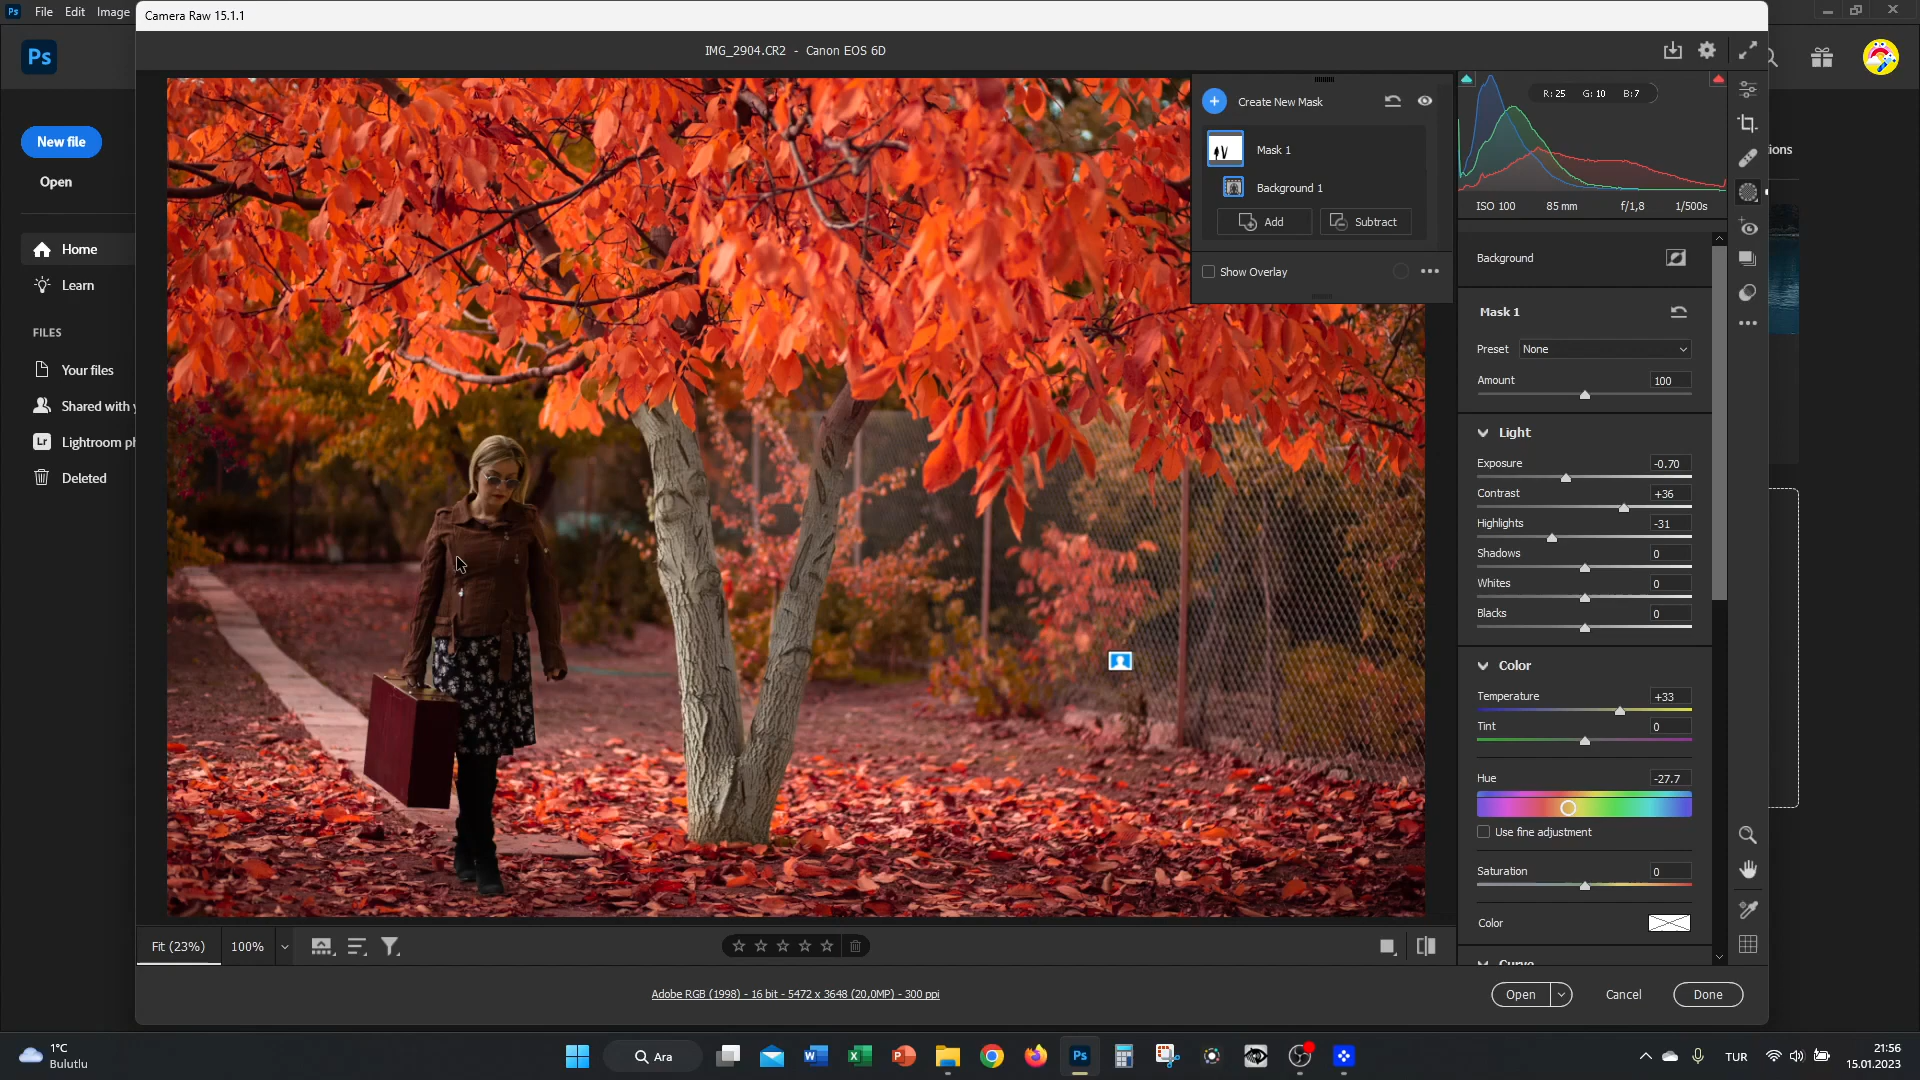 Ps File Edit Image
Camera Raw 15.1.1
IMG_2904.CR2 - Canon EOS 6D
Ps
New file
Open
Home
Learn
FILES
Your files
Shared with y
Lr Lightroom ph
Deleted
Create New Mask
Mask 1
Background 1
Add
Subtract
Show Overlay
R: 25 G: 10 B: 7
ISO 100 85 mm f/1,8 1/500s
ions
Background
Mask 1
Preset None
Amount 100
Light
Exposure -0.70
Contrast +36
Highlights -31
Shadows 0
Whites 0
Blacks 0
Color
Temperature +33
Tint 0
Hue -27.7
Use fine adjustment
Saturation 0
Color
Curve
Fit (23%) 100%
Adobe RGB (1998) - 16 bit - 5472 x 3648 (20,0MP) - 300 ppi
Open Cancel Done
1°C
Bulutlu
Ara
Ps
TUR
21:56
15.01.2023